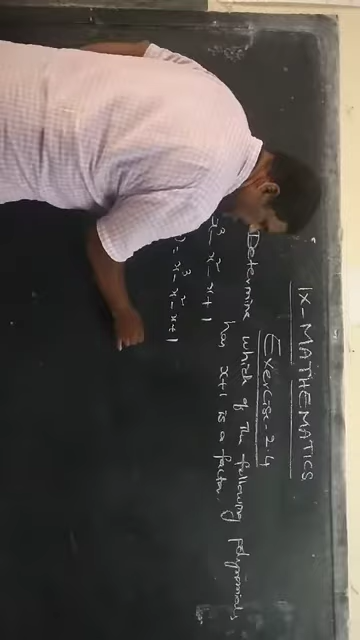 IX - MATHEMATICS
Exercise-2.4
Determine which of the following polynomials
has x+1 is a factor.
x³ - x² - x + 1
) = x³ - x² - x + 1